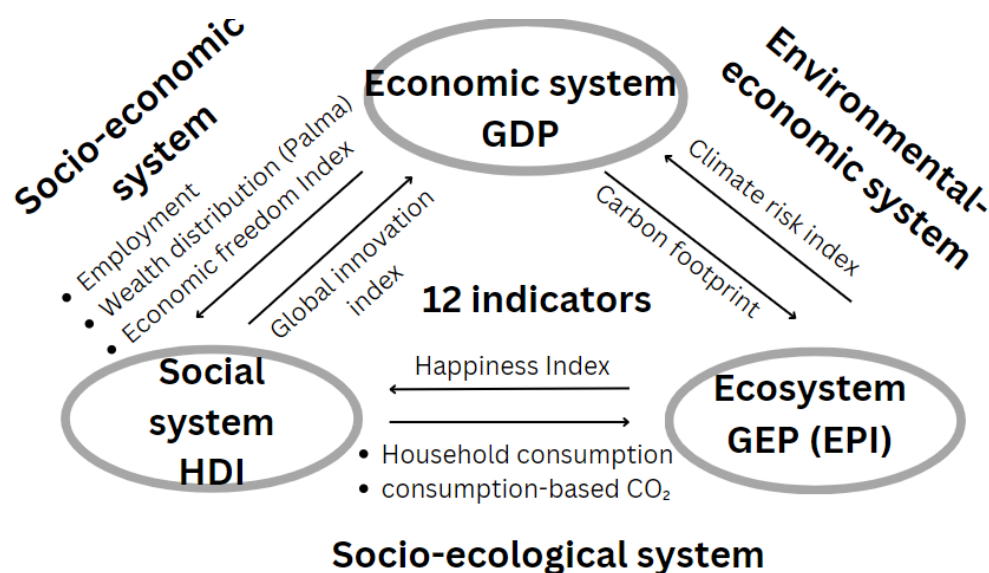 Socio-economic
system
Economic system
GDP
Environmental-
economic system
• Employment
• Wealth distribution (Palma)
• Economic freedom Index
Global innovation
index
Climate risk index
Carbon footprint
12 indicators
Social
system
HDI
Happiness Index
Ecosystem
GEP (EPI)
• Household consumption
• consumption-based CO₂
Socio-ecological system